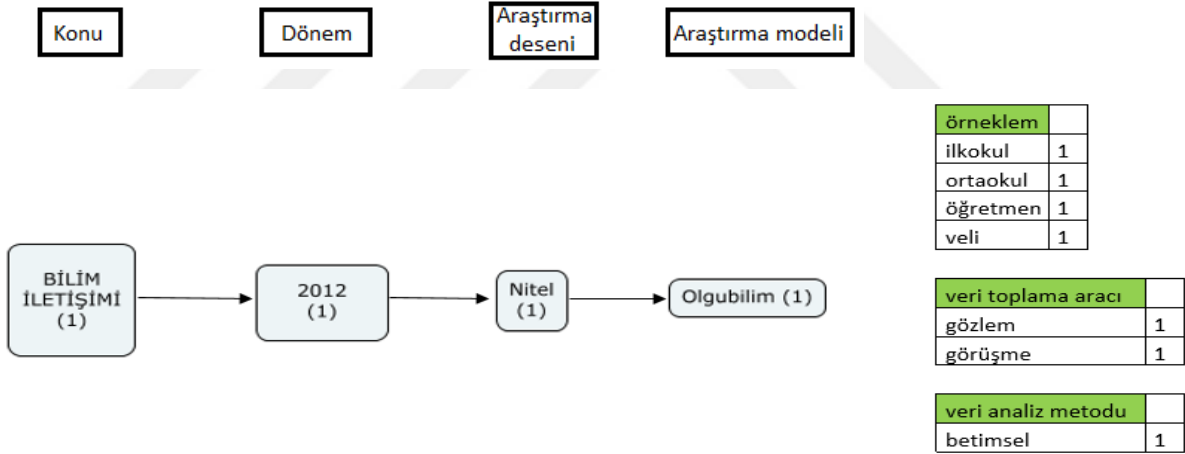 Konu
Dönem
Araştırma
deseni
Araştırma modeli
BİLİM
İLETİŞİMİ
(1)
2012
(1)
Nitel
(1)
Olgubilim (1)
örneklem
ilkokul 1
ortaokul 1
öğretmen 1
veli 1
veri toplama aracı
gözlem 1
görüşme 1
veri analiz metodu
betimsel 1